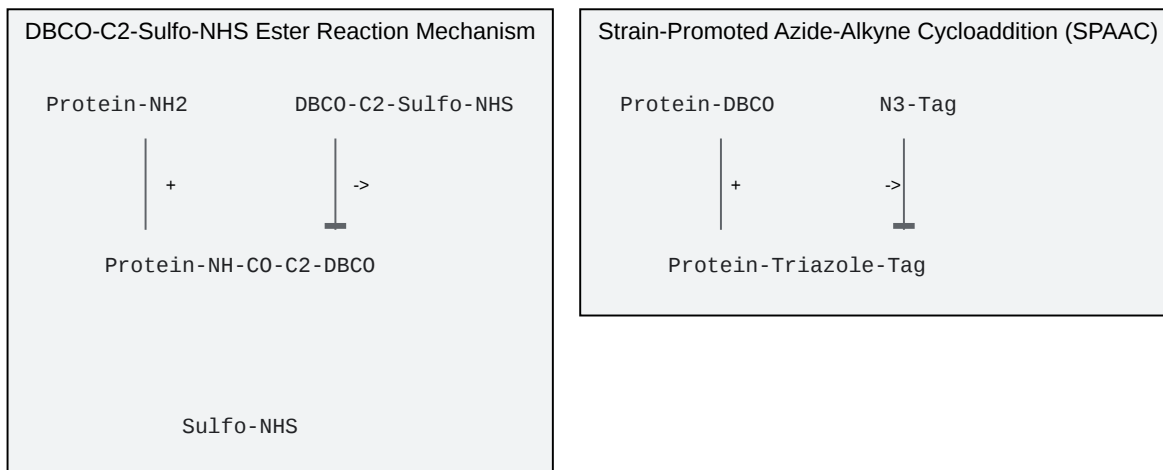 DBCO-C2-Sulfo-NHS Ester Reaction Mechanism
Protein-NH2 DBCO-C2-Sulfo-NHS
+ ->
Protein-NH-CO-C2-DBCO
Sulfo-NHS
Strain-Promoted Azide-Alkyne Cycloaddition (SPAAC)
Protein-DBCO N3-Tag
+ ->
Protein-Triazole-Tag